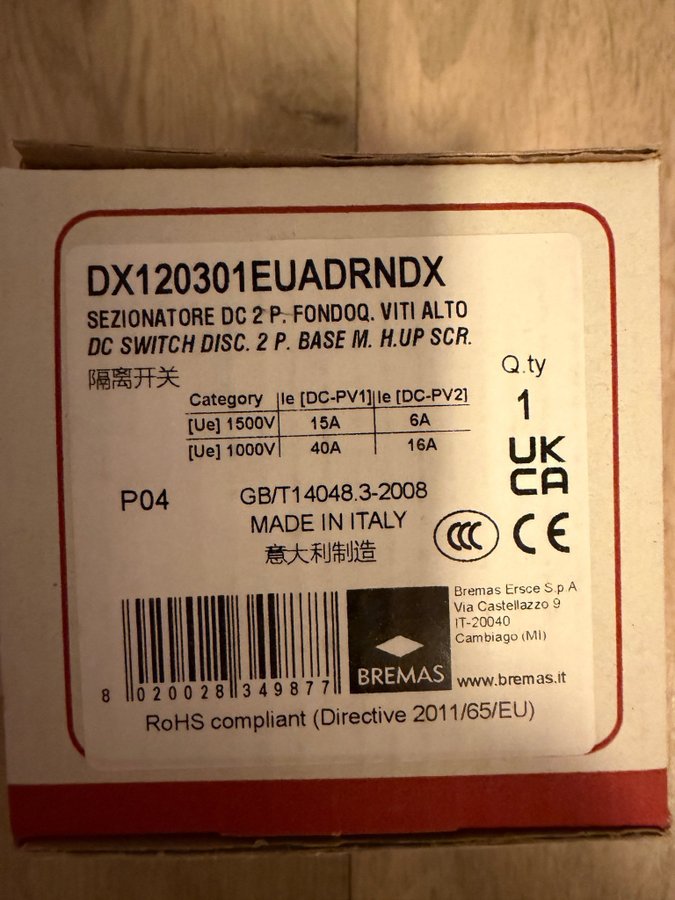 DX120301EUADRNDX
SEZIONATORE DC 2 P. FONDOQ. VITI ALTO
DC SWITCH DISC. 2 P. BASE M. H.UP SCR.
隔离开关
Q.ty
1
Category Ie [DC-PV1] Ie [DC-PV2]
[Ue] 1500V 15A 6A
[Ue] 1000V 40A 16A
UK
CA
P04
GB/T14048.3-2008
MADE IN ITALY
意大利制造
CCC CE
Bremas Ersce S.p.A
Via Castellazzo 9
IT-20040
Cambiago (MI)
BREMAS
www.bremas.it
8 020028 349877
RoHS compliant (Directive 2011/65/EU)